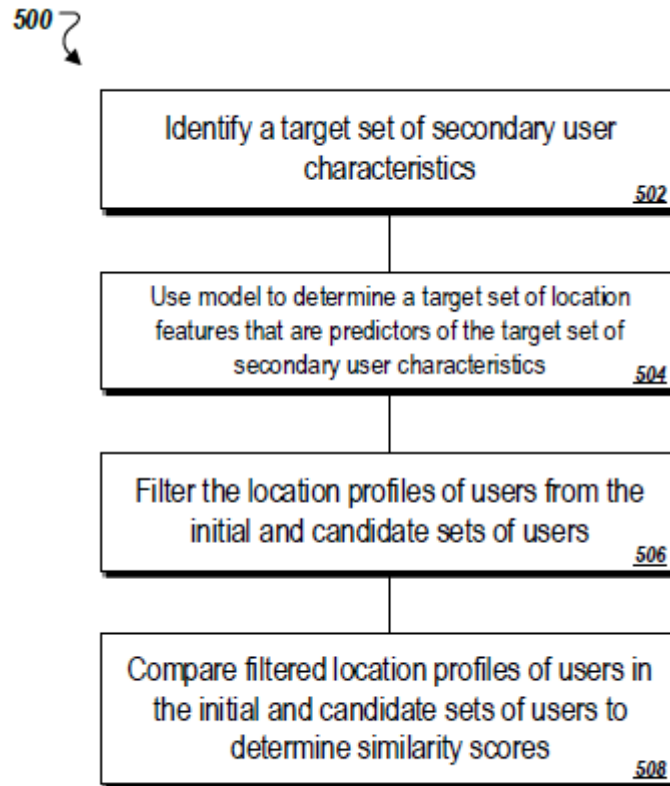 500
Identify a target set of secondary user
characteristics
502
Use model to determine a target set of location
features that are predictors of the target set of
secondary user characteristics
504
Filter the location profiles of users from the
initial and candidate sets of users
506
Compare filtered location profiles of users in
the initial and candidate sets of users to
determine similarity scores
508